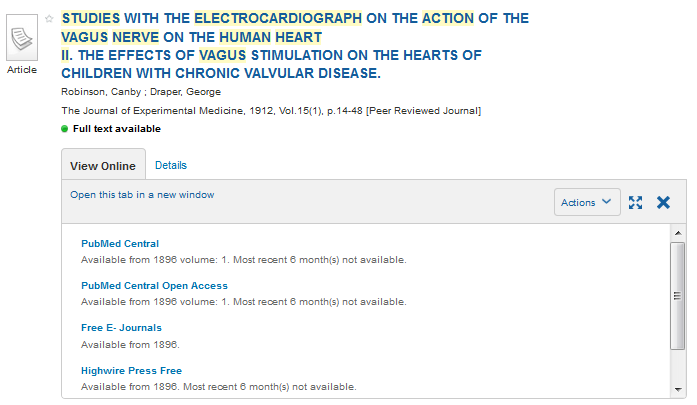 STUDIES WITH THE ELECTROCARDIOGRAPH ON THE ACTION OF THE
VAGUS NERVE ON THE HUMAN HEART
II. THE EFFECTS OF VAGUS STIMULATION ON THE HEARTS OF
CHILDREN WITH CHRONIC VALVULAR DISEASE.
Article
Robinson, Canby ; Draper, George
The Journal of Experimental Medicine, 1912, Vol.15(1), p.14-48 [Peer Reviewed Journal]
Full text available
View Online Details
Open this tab in a new window Actions
PubMed Central
Available from 1896 volume: 1. Most recent 6 month(s) not available.
PubMed Central Open Access
Available from 1896 volume: 1. Most recent 6 month(s) not available.
Free E- Journals
Available from 1896.
Highwire Press Free
Available from 1896. Most recent 6 month(s) not available.